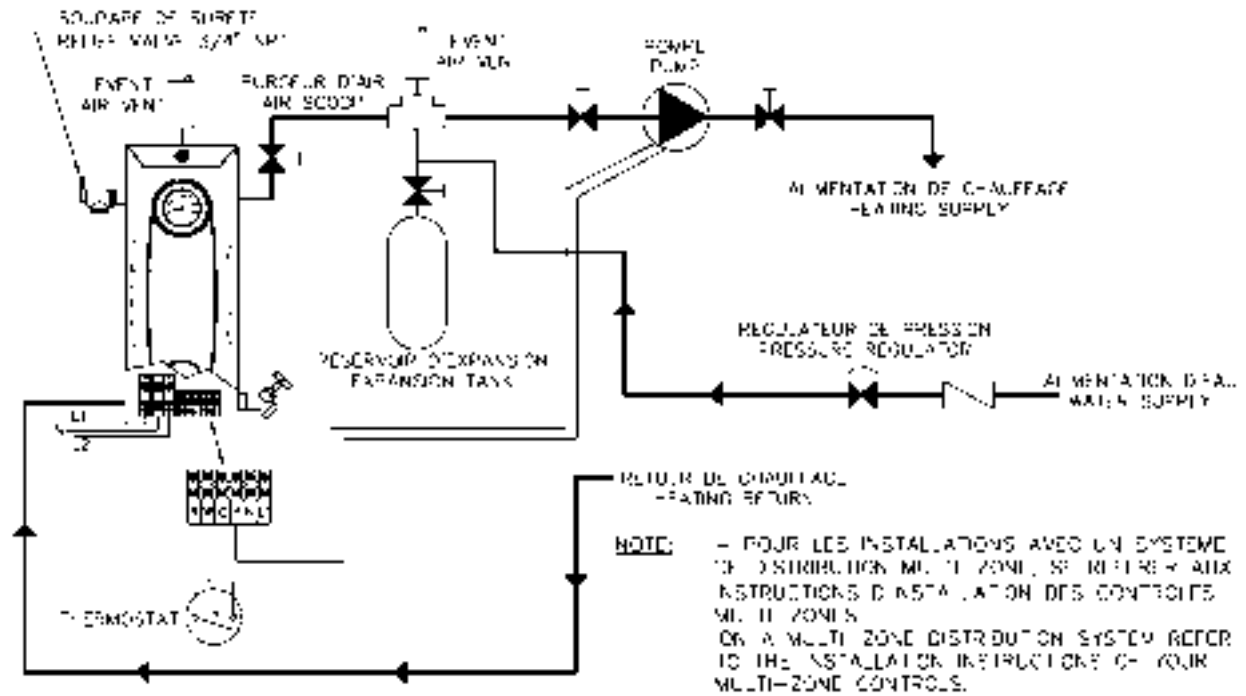 SOUPAPE DE SURETE
RELIEF VALVE 3/4" NPT
EVENT
AIR VENT
PURGEUR D'AIR
AIR SCOOP
EVENT
AIR VENT
POMPE
PUMP
ALIMENTATION DE CHAUFFAGE
HEATING SUPPLY
RESERVOIR D'EXPANSION
EXPANSION TANK
REGULATEUR DE PRESSION
PRESSURE REGULATOR
ALIMENTATION D'EAU
WATER SUPPLY
L1
L2
RETOUR DE CHAUFFAGE
HEATING RETURN
THERMOSTAT
NOTE: - POUR LES INSTALLATIONS AVEC UN SYSTEME
DE DISTRIBUTION MULTI ZONE, SE REFERER AUX
INSTRUCTIONS D'INSTALLATION DES CONTROLES
MULTI ZONES
ON A MULTI ZONE DISTRIBUTION SYSTEM REFER
TO THE INSTALLATION INSTRUCTIONS OF YOUR
MULTI-ZONE CONTROLS.